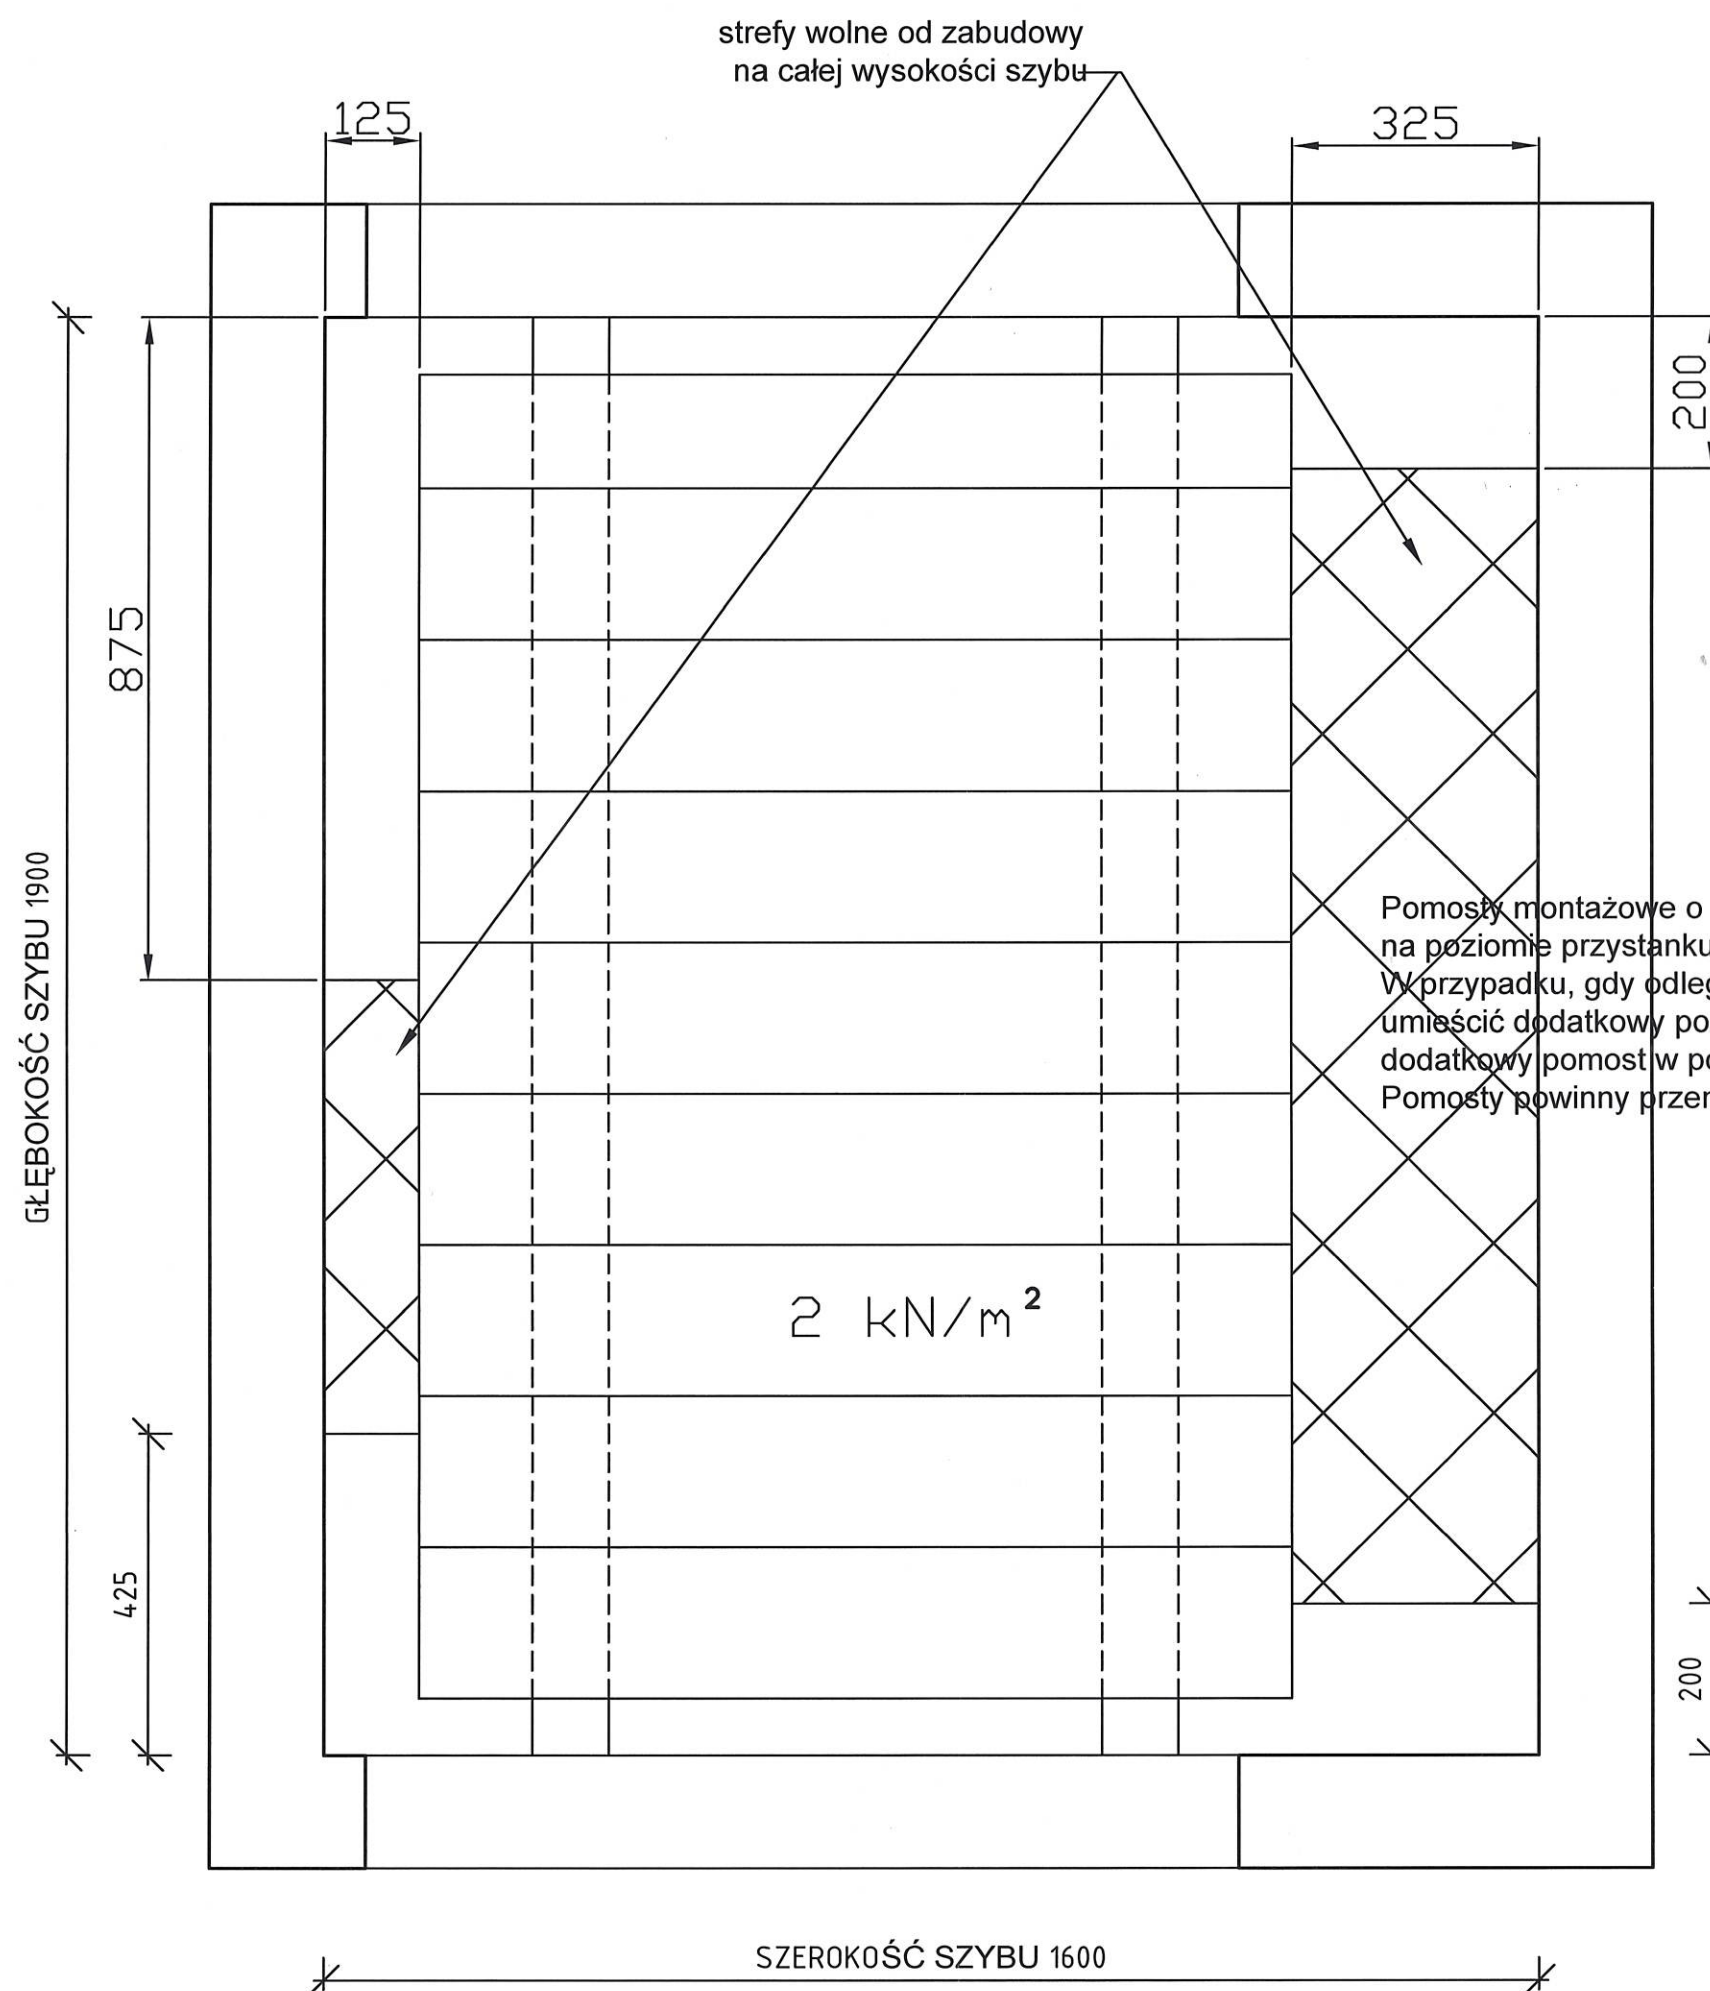 strefy wolne od zabudowy
na całej wysokości szybu
125
325
200
875
GŁĘBOKOŚĆ SZYBU 1900
Pomosty montażowe o
na poziomie przystanku
W przypadku, gdy odleg
umieścić dodatkowy po
dodatkowy pomost w po
Pomosty powinny przen
2 kN/m²
425
200
SZEROKOŚĆ SZYBU 1600